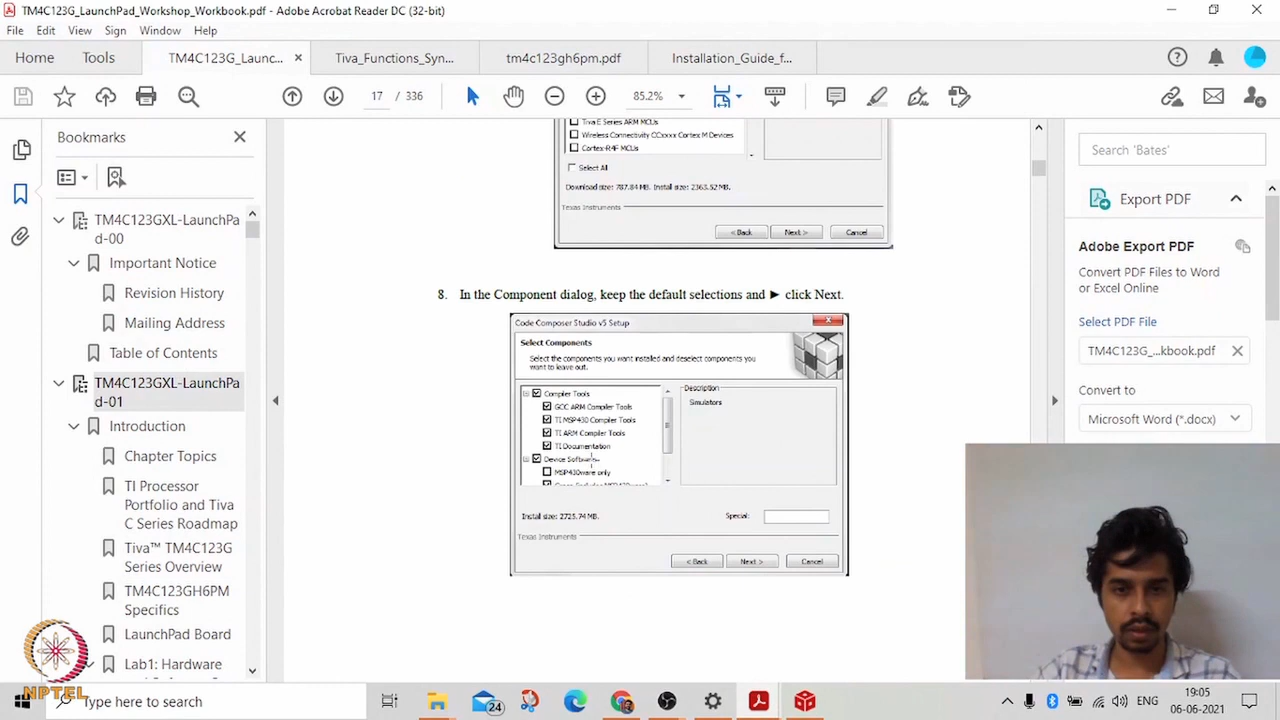 TM4C123G_LaunchPad_Workshop_Workbook.pdf - Adobe Acrobat Reader DC (32-bit)
File Edit View Sign Window Help
Home Tools TM4C123G_Launc... Tiva_Functions_Syn... tm4c123gh6pm.pdf Installation_Guide_f...
17 / 336 85.2%
Bookmarks
TM4C123GXL-LaunchPa
d-00
Important Notice
Revision History
Mailing Address
Table of Contents
TM4C123GXL-LaunchPa
d-01
Introduction
Chapter Topics
TI Processor
Portfolio and Tiva
C Series Roadmap
Tiva™ TM4C123G
Series Overview
TM4C123GH6PM
Specifics
LaunchPad Board
Lab1: Hardware
Tiva E Series ARM MCUs
Wireless Connectivity CCxxxx Cortex M Devices
Cortex-R4F MCUs
Select All
Download size: 787.84 MB. Install size: 2363.52 MB.
Texas Instruments
< Back Next > Cancel
8. In the Component dialog, keep the default selections and ► click Next.
Code Composer Studio v5 Setup
Select Components
Select the components you want installed and deselect components you
want to leave out.
Compiler Tools
GCC ARM Compiler Tools
TI MSP430 Compiler Tools
TI ARM Compiler Tools
TI Documentation
Device Software
MSP430ware only
Description
Simulators
Install size: 2725.74 MB.
Special:
Texas Instruments
< Back Next > Cancel
Search 'Bates'
Export PDF
Adobe Export PDF
Convert PDF Files to Word
or Excel Online
Select PDF File
TM4C123G_...kbook.pdf
Convert to
Microsoft Word (*.docx)
NPTEL
Type here to search
24
ENG
19:05
06-06-2021